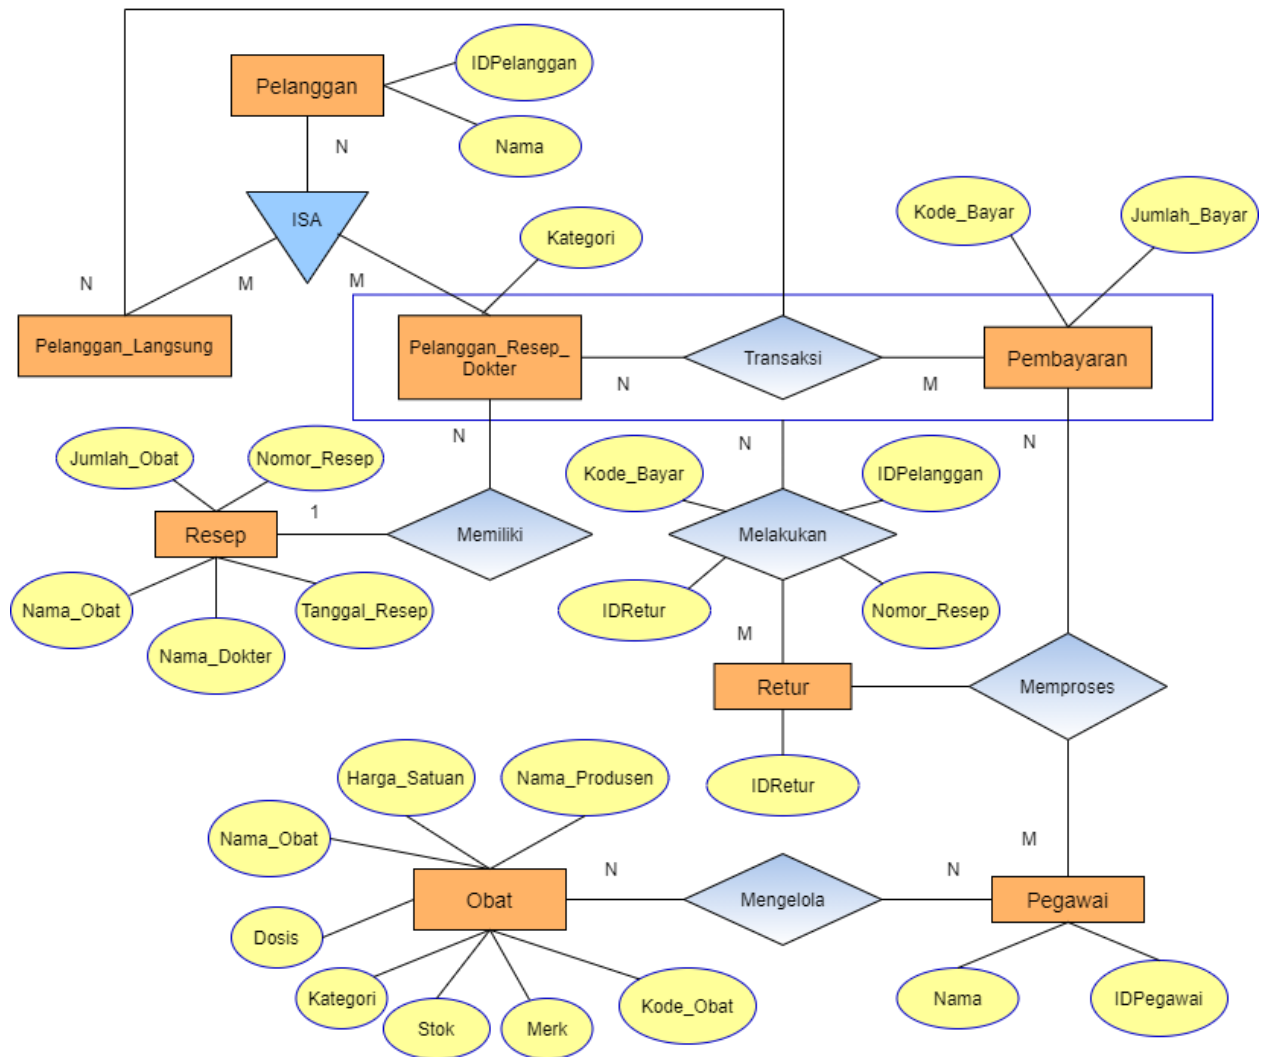 IDPelanggan
Pelanggan
Nama
N
ISA
Kode_Bayar
Jumlah_Bayar
Kategori
N
M
M
Pelanggan_Langsung
Pelanggan_Resep_
Dokter
Transaksi
Pembayaran
N
M
N
N
N
Jumlah_Obat
Nomor_Resep
Kode_Bayar
IDPelanggan
1
Resep
Memiliki
Melakukan
Nama_Obat
Tanggal_Resep
IDRetur
Nomor_Resep
M
Nama_Dokter
Retur
Memproses
Harga_Satuan
Nama_Produsen
IDRetur
Nama_Obat
M
N
N
Obat
Mengelola
Pegawai
Dosis
Kategori
Kode_Obat
Nama
IDPegawai
Stok
Merk